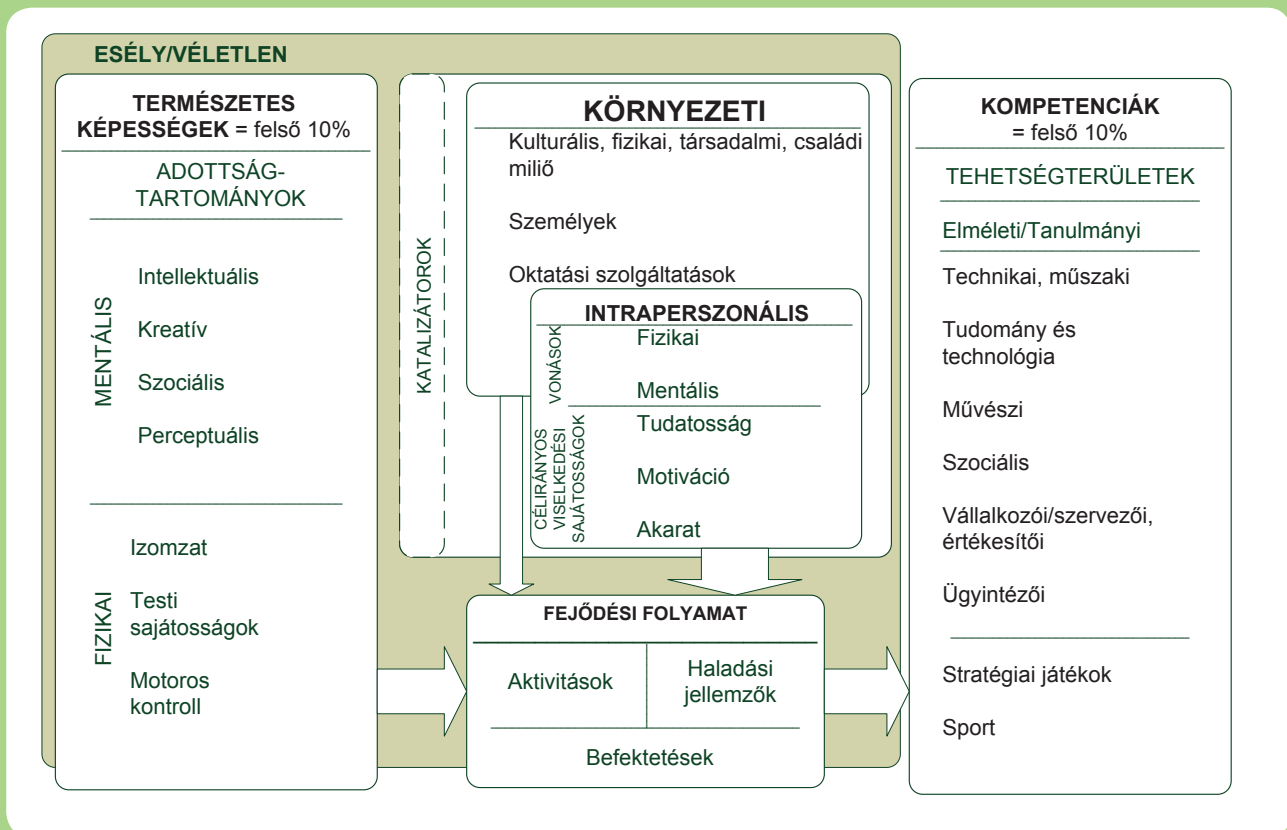 ESÉLY/VÉLETLEN
TERMÉSZETES
KÉPESSÉGEK = felső 10%
ADOTTSÁG-
TARTOMÁNYOK
MENTÁLIS
Intellektuális
Kreatív
Szociális
Perceptuális
FIZIKAI
Izomzat
Testi
sajátosságok
Motoros
kontroll
KATALIZÁTOROK
KÖRNYEZETI
Kulturális, fizikai, társadalmi, családi
miliő
Személyek
Oktatási szolgáltatások
INTRAPERSZONÁLIS
VONÁSOK
Fizikai
Mentális
CÉLIRÁNYOS
VISELKEDÉSI
SAJÁTOSSÁGOK
Tudatosság
Motiváció
Akarat
FEJŐDÉSI FOLYAMAT
Aktivitások
Haladási
jellemzők
Befektetések
KOMPETENCIÁK
= felső 10%
TEHETSÉGTERÜLETEK
Elméleti/Tanulmányi
Technikai, műszaki
Tudomány és
technológia
Művészi
Szociális
Vállalkozói/szervezői,
értékesítői
Ügyintézői
Stratégiai játékok
Sport